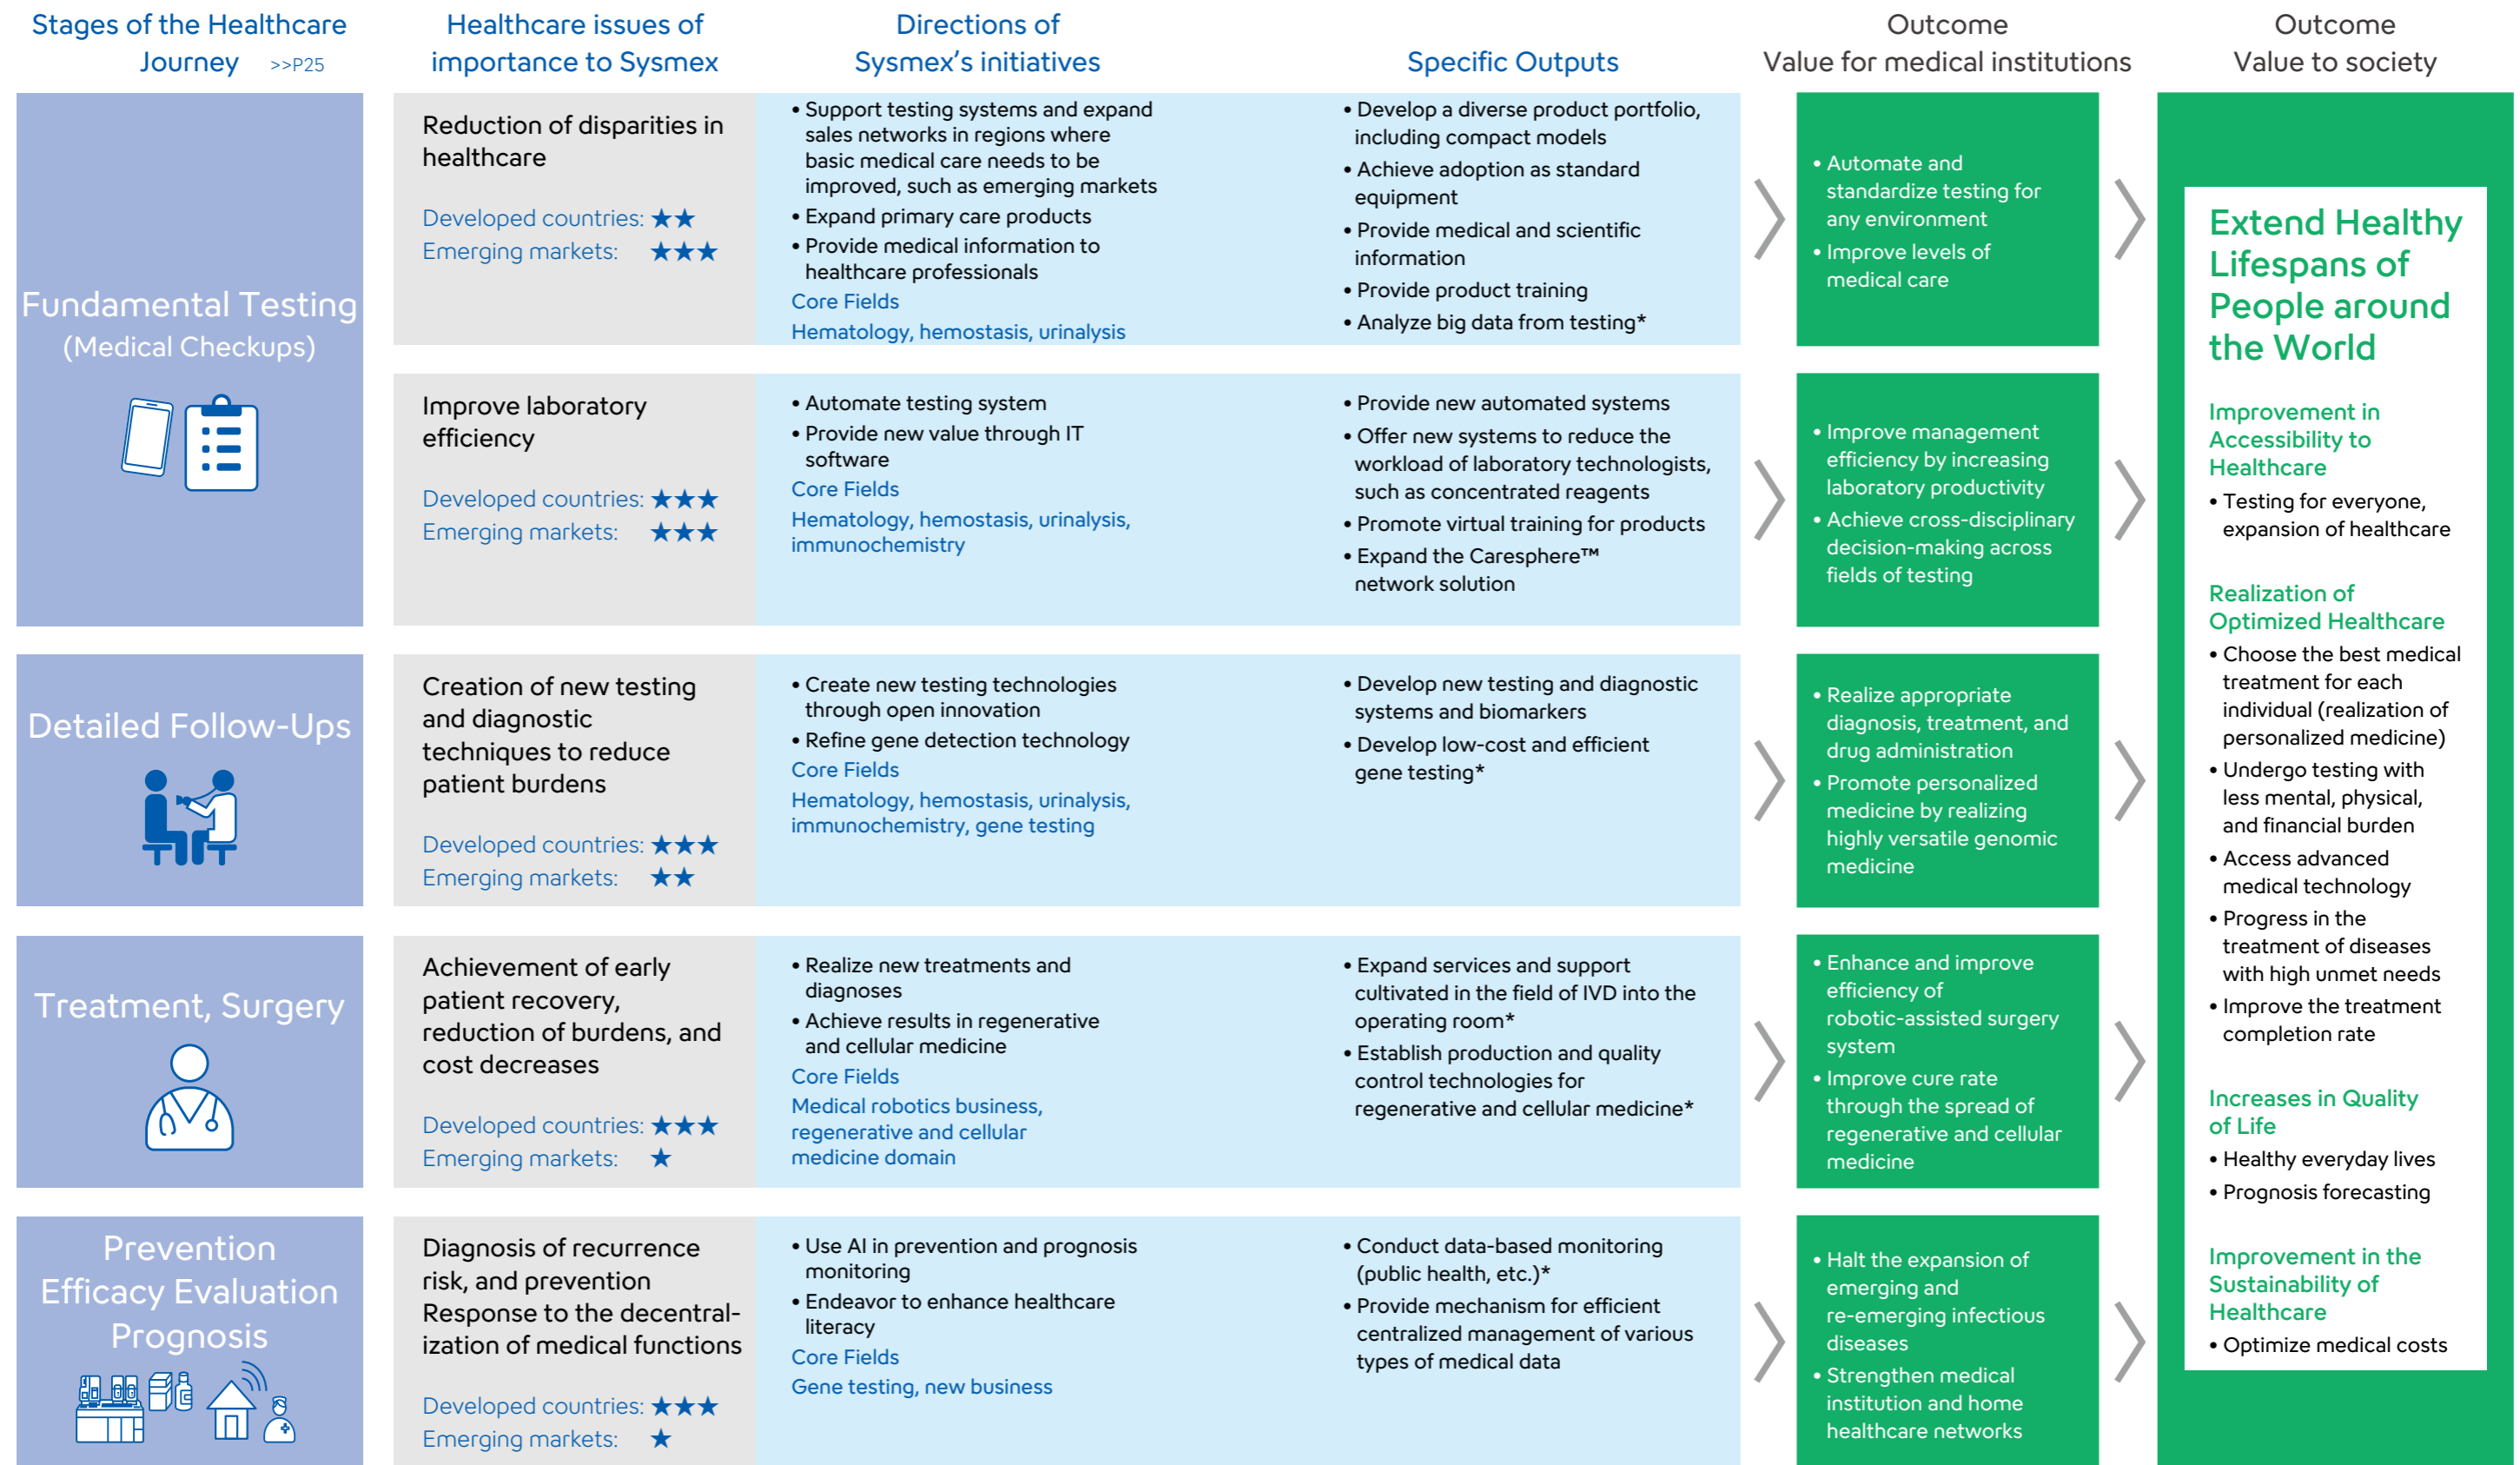 Stages of the Healthcare
Journey >>P25
Healthcare issues of
importance to Sysmex
Directions of
Sysmex's initiatives
Specific Outputs
Outcome
Value for medical institutions
Outcome
Value to society
Fundamental Testing
(Medical Checkups)
Reduction of disparities in
healthcare
Developed countries: ★★
Emerging markets: ★★★
• Support testing systems and expand
sales networks in regions where
basic medical care needs to be
improved, such as emerging markets
• Expand primary care products
• Provide medical information to
healthcare professionals
Core Fields
Hematology, hemostasis, urinalysis
• Develop a diverse product portfolio,
including compact models
• Achieve adoption as standard
equipment
• Provide medical and scientific
information
• Provide product training
• Analyze big data from testing*
• Automate and
standardize testing for
any environment
• Improve levels of
medical care
Improve laboratory
efficiency
Developed countries: ★★★
Emerging markets: ★★★
• Automate testing system
• Provide new value through IT
software
Core Fields
Hematology, hemostasis, urinalysis,
immunochemistry
• Provide new automated systems
• Offer new systems to reduce the
workload of laboratory technologists,
such as concentrated reagents
• Promote virtual training for products
• Expand the Caresphere™
network solution
• Improve management
efficiency by increasing
laboratory productivity
• Achieve cross-disciplinary
decision-making across
fields of testing
Detailed Follow-Ups
Creation of new testing
and diagnostic
techniques to reduce
patient burdens
Developed countries: ★★★
Emerging markets: ★★
• Create new testing technologies
through open innovation
• Refine gene detection technology
Core Fields
Hematology, hemostasis, urinalysis,
immunochemistry, gene testing
• Develop new testing and diagnostic
systems and biomarkers
• Develop low-cost and efficient
gene testing*
• Realize appropriate
diagnosis, treatment, and
drug administration
• Promote personalized
medicine by realizing
highly versatile genomic
medicine
Treatment, Surgery
Achievement of early
patient recovery,
reduction of burdens, and
cost decreases
Developed countries: ★★★
Emerging markets: ★
• Realize new treatments and
diagnoses
• Achieve results in regenerative
and cellular medicine
Core Fields
Medical robotics business,
regenerative and cellular
medicine domain
• Expand services and support
cultivated in the field of IVD into the
operating room*
• Establish production and quality
control technologies for
regenerative and cellular medicine*
• Enhance and improve
efficiency of
robotic-assisted surgery
system
• Improve cure rate
through the spread of
regenerative and cellular
medicine
Prevention
Efficacy Evaluation
Prognosis
Diagnosis of recurrence
risk, and prevention
Response to the decentral-
ization of medical functions
Developed countries: ★★★
Emerging markets: ★
• Use AI in prevention and prognosis
monitoring
• Endeavor to enhance healthcare
literacy
Core Fields
Gene testing, new business
• Conduct data-based monitoring
(public health, etc.)*
• Provide mechanism for efficient
centralized management of various
types of medical data
• Halt the expansion of
emerging and
re-emerging infectious
diseases
• Strengthen medical
institution and home
healthcare networks
Extend Healthy
Lifespans of
People around
the World
Improvement in
Accessibility to
Healthcare
• Testing for everyone,
expansion of healthcare
Realization of
Optimized Healthcare
• Choose the best medical
treatment for each
individual (realization of
personalized medicine)
• Undergo testing with
less mental, physical,
and financial burden
• Access advanced
medical technology
• Progress in the
treatment of diseases
with high unmet needs
• Improve the treatment
completion rate
Increases in Quality
of Life
• Healthy everyday lives
• Prognosis forecasting
Improvement in the
Sustainability of
Healthcare
• Optimize medical costs